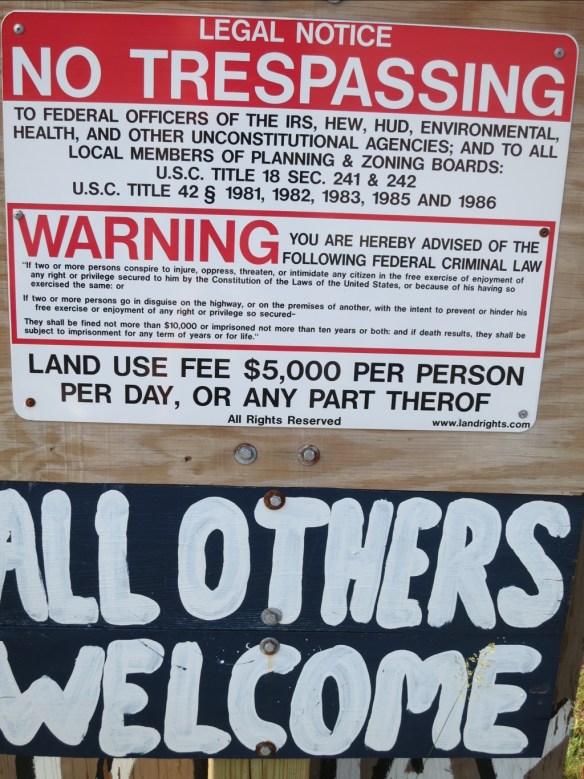 LEGAL NOTICE
NO TRESPASSING
TO FEDERAL OFFICERS OF THE IRS, HEW, HUD, ENVIRONMENTAL,
HEALTH, AND OTHER UNCONSTITUTIONAL AGENCIES; AND TO ALL
LOCAL MEMBERS OF PLANNING & ZONING BOARDS:
U.S.C. TITLE 18 SEC. 241 & 242
U.S.C. TITLE 42 § 1981, 1982, 1983, 1985 AND 1986
WARNING YOU ARE HEREBY ADVISED OF THE
FOLLOWING FEDERAL CRIMINAL LAW
"If two or more persons conspire to injure, oppress, threaten, or intimidate any citizen in the free exercise of enjoyment of
any right or privilege secured to him by the Constitution of the Laws of the United States, or because of his having so
exercised the same: or
If two or more persons go in disguise on the highway, or on the premises of another, with the intent to prevent or hinder his
free exercise or enjoyment of any right or privilege so secured–
They shall be fined not more than $10,000 or imprisoned not more than ten years or both: and if death results, they shall be
subject to imprisonment for any term of years or for life."
LAND USE FEE $5,000 PER PERSON
PER DAY, OR ANY PART THEROF
All Rights Reserved
www.landrights.com
ALL OTHERS
WELCOME